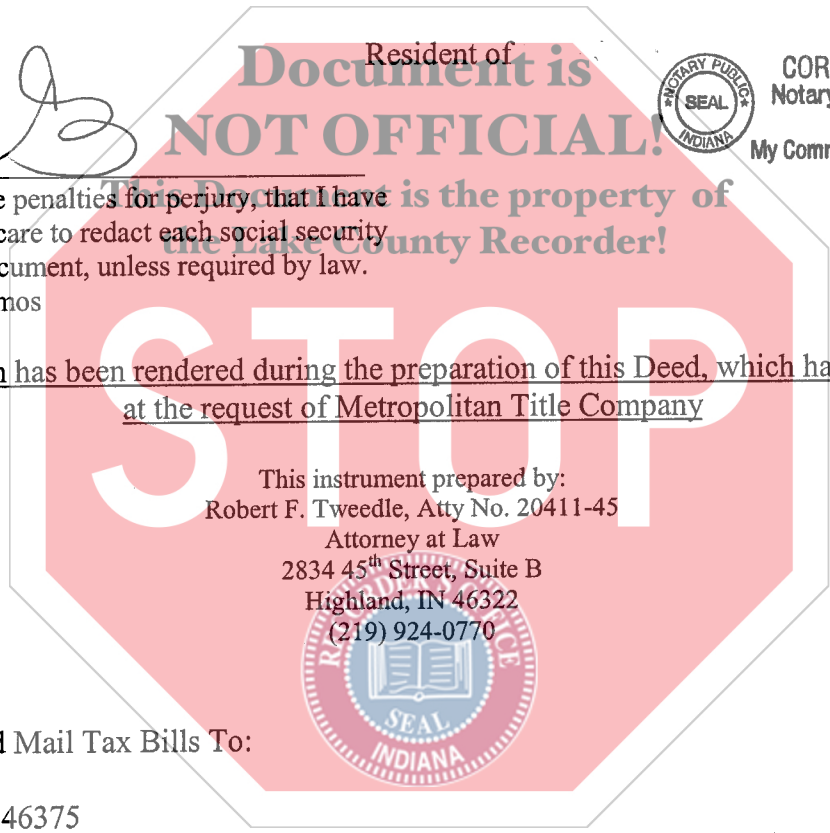 Resident of
Document is
NOT OFFICIAL!
This Document is the property of
the Lake County Recorder!
NOTARY PUBLIC
SEAL
INDIANA
COR
Notary
My Comm
e penalties for perjury, that I have
care to redact each social security
cument, unless required by law.
mos
STOP
n has been rendered during the preparation of this Deed, which ha
at the request of Metropolitan Title Company
This instrument prepared by:
Robert F. Tweedle, Atty No. 20411-45
Attorney at Law
2834 45th Street, Suite B
Highland, IN 46322
(219) 924-0770
RECORDER'S OFFICE
SEAL
INDIANA
d Mail Tax Bills To:
46375